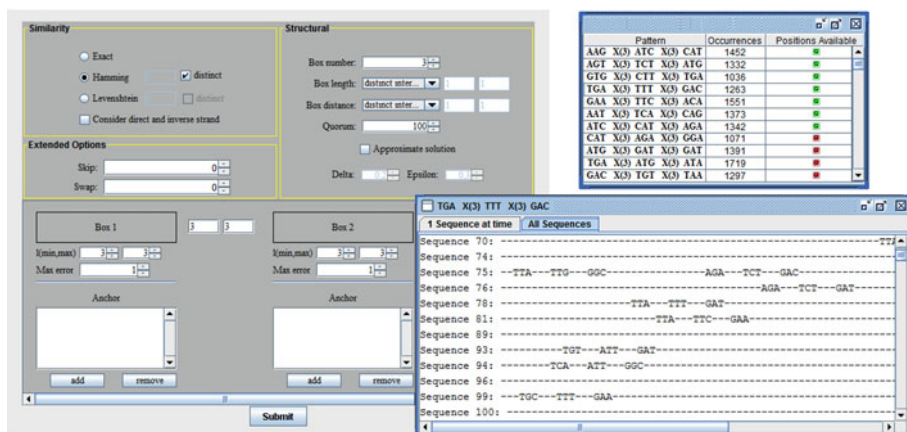 Similarity
Exact
Hamming distinct
Levenshtein distinct
Consider direct and inverse strand
Extended Options
Skip: 0
Swap: 0
Structural
Box number: 3
Box length: distinct inter... 1 1
Box distance: distinct inter... 1 1
Quorum: 100
Approximate solution
Delta: Epsilon:
Box 1 3 3 Box 2
l(min,max) 3 3 l(min,max) 3 3
Max error 1 Max error 1
Anchor Anchor
add remove add remove
Submit
Pattern Occurrences Positions Available
AAG X(3) ATC X(3) CAT 1452
AGT X(3) TCT X(3) ATG 1332
GTG X(3) CTT X(3) TGA 1036
TGA X(3) TTT X(3) GAC 1263
GAA X(3) TTC X(3) ACA 1551
AAT X(3) TCA X(3) CAG 1373
ATC X(3) CAT X(3) AGA 1342
CAT X(3) AGA X(3) GGA 1071
ATG X(3) GAT X(3) GAT 1391
TGA X(3) ATG X(3) ATA 1719
GAC X(3) TGT X(3) TAA 1297
TGA X(3) TTT X(3) GAC
1 Sequence at time All Sequences
Sequence 70: ------------------------------------------------------------TTA
Sequence 74: ---------------------------------------------------------------
Sequence 75: --TTA---TTG---GGC----------------AGA---TCT---GAC---------------
Sequence 76: -----------------------------------------AGA---TCT---GAT-------
Sequence 78: --------------------TTA---TTT---GAT----------------------------
Sequence 81: ------------------------TTA---TTC---GAA------------------------
Sequence 89: ---------------------------------------------------------------
Sequence 93: ---------TGT---ATT---GAT---------------------------------------
Sequence 94: --------TCA---ATT---GGC----------------------------------------
Sequence 96: ---------------------------------------------------------------
Sequence 99: ---TGC---TTT---GAA---------------------------------------------
Sequence 100: --------------------------------------------------------------